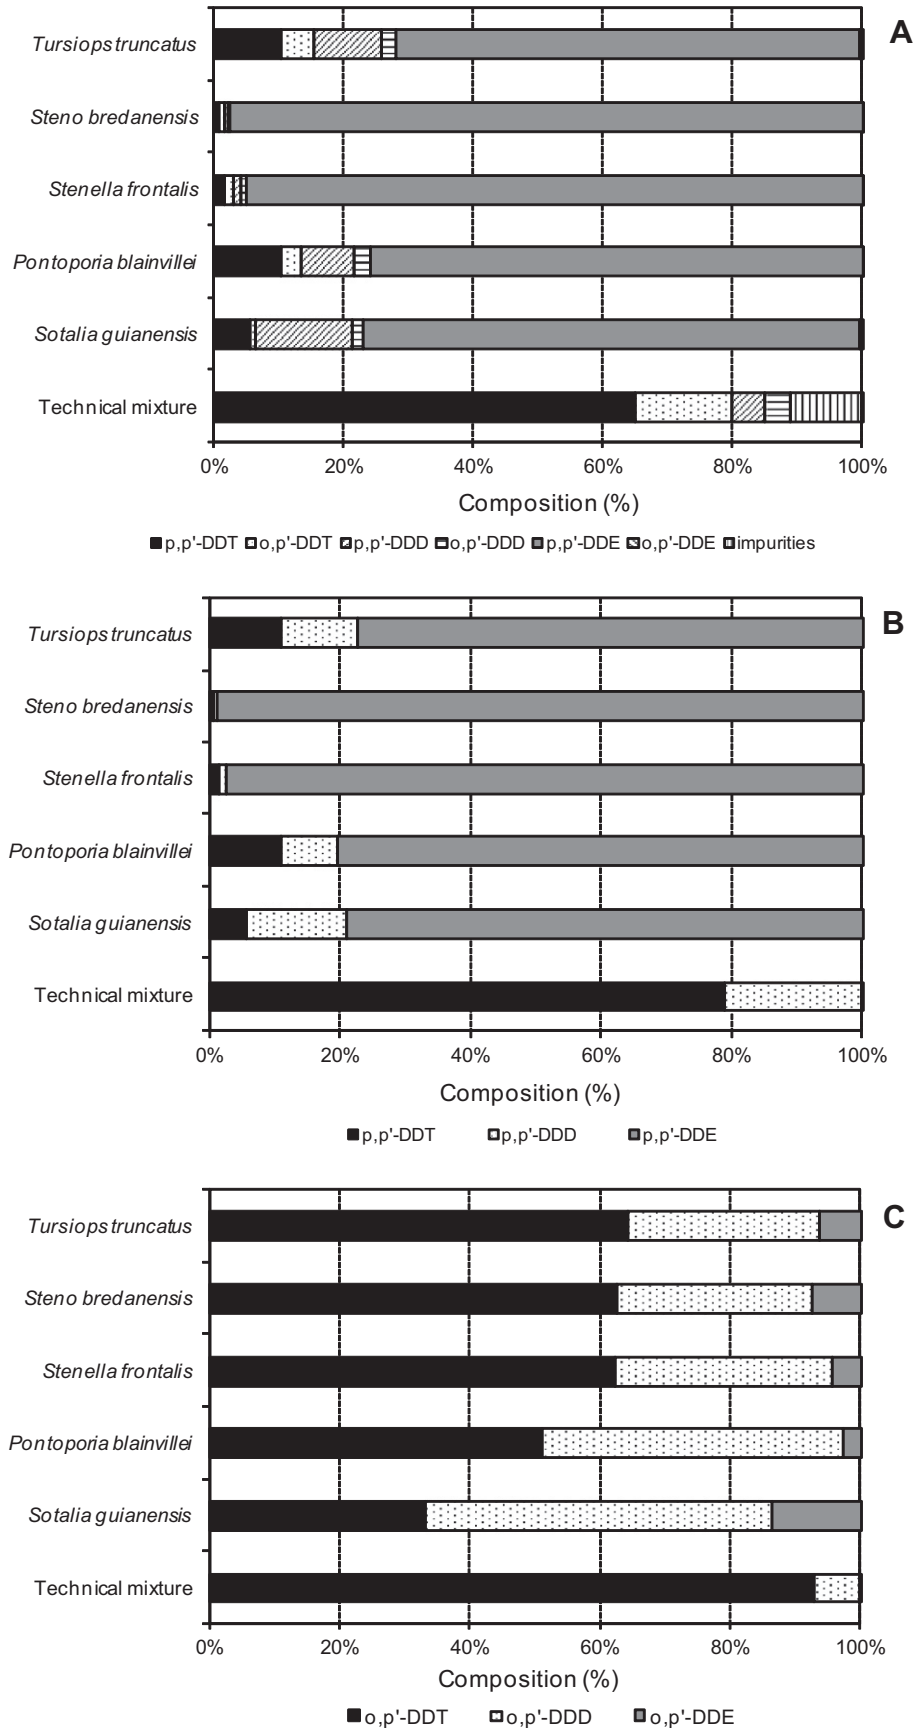 A
Tursiops truncatus
Steno bredanensis
Stenella frontalis
Pontoporia blainvillei
Sotalia guianensis
Technical mixture
0% 20% 40% 60% 80% 100%
Composition (%)
p,p'-DDT o,p'-DDT p,p'-DDD o,p'-DDD p,p'-DDE o,p'-DDE impurities
B
Tursiops truncatus
Steno bredanensis
Stenella frontalis
Pontoporia blainvillei
Sotalia guianensis
Technical mixture
0% 20% 40% 60% 80% 100%
Composition (%)
p,p'-DDT p,p'-DDD p,p'-DDE
C
Tursiops truncatus
Steno bredanensis
Stenella frontalis
Pontoporia blainvillei
Sotalia guianensis
Technical mixture
0% 20% 40% 60% 80% 100%
Composition (%)
o,p'-DDT o,p'-DDD o,p'-DDE